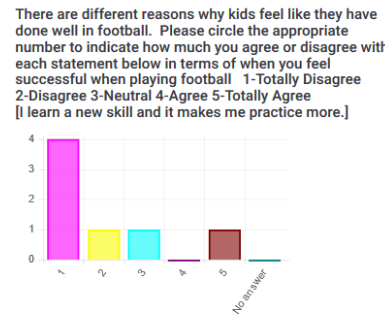 There are different reasons why kids feel like they have
done well in football. Please circle the appropriate
number to indicate how much you agree or disagree with
each statement below in terms of when you feel
successful when playing football 1-Totally Disagree
2-Disagree 3-Neutral 4-Agree 5-Totally Agree
[I learn a new skill and it makes me practice more.]
4
3
2
1
0
1
2
3
4
5
No answer